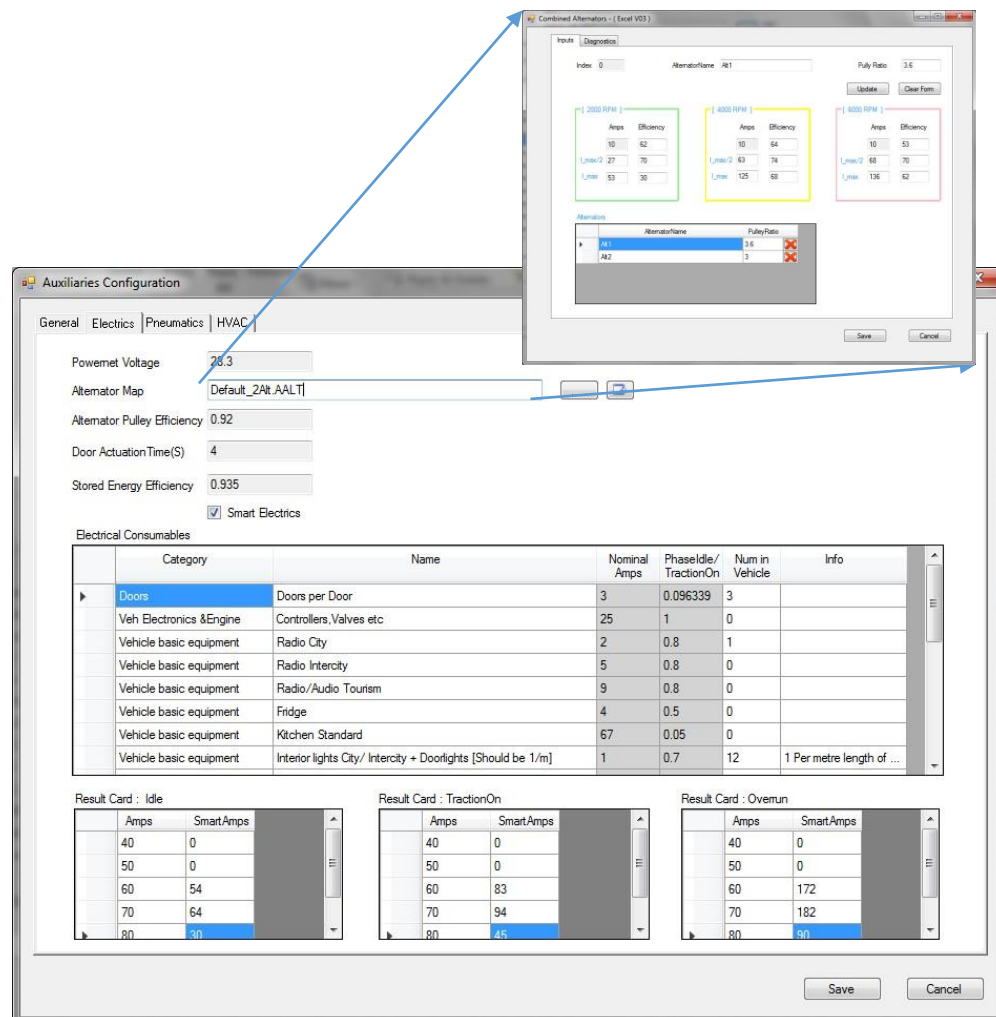 Combined Alternators - ( Excel V03 )
Inputs Diagnostics
Index 0 AlternatorName Alt1 Pully Ratio 3.6
Update Clear Form
[ 2000 RPM ] [ 4000 RPM ] [ 6000 RPM ]
Amps Efficiency Amps Efficiency Amps Efficiency
10 62 10 64 10 53
I_max/2 27 70 I_max/2 63 74 I_max/2 68 70
I_max 53 30 I_max 125 68 I_max 136 62
Alternators
AlternatorName PulleyRatio
Alt1 3.6
Alt2 3
Save Cancel
Auxiliaries Configuration
General Electrics Pneumatics HVAC
Powernet Voltage 28.3
Alternator Map Default_2Alt.AALT
Alternator Pulley Efficiency 0.92
Door ActuationTime(S) 4
Stored Energy Efficiency 0.935
Smart Electrics
Electrical Consumables
Category Name Nominal Amps PhaseIdle/ TractionOn Num in Vehicle Info
Doors Doors per Door 3 0.096339 3
Veh Electronics &Engine Controllers,Valves etc 25 1 0
Vehicle basic equipment Radio City 2 0.8 1
Vehicle basic equipment Radio Intercity 5 0.8 0
Vehicle basic equipment Radio/Audio Tourism 9 0.8 0
Vehicle basic equipment Fridge 4 0.5 0
Vehicle basic equipment Kitchen Standard 67 0.05 0
Vehicle basic equipment Interior lights City/ Intercity + Doorlights [Should be 1/m] 1 0.7 12 1 Per metre length of ...
Result Card : Idle Result Card : TractionOn Result Card : Overrun
Amps SmartAmps Amps SmartAmps Amps SmartAmps
40 0 40 0 40 0
50 0 50 0 50 0
60 54 60 83 60 172
70 64 70 94 70 182
80 30 80 45 80 90
Save Cancel